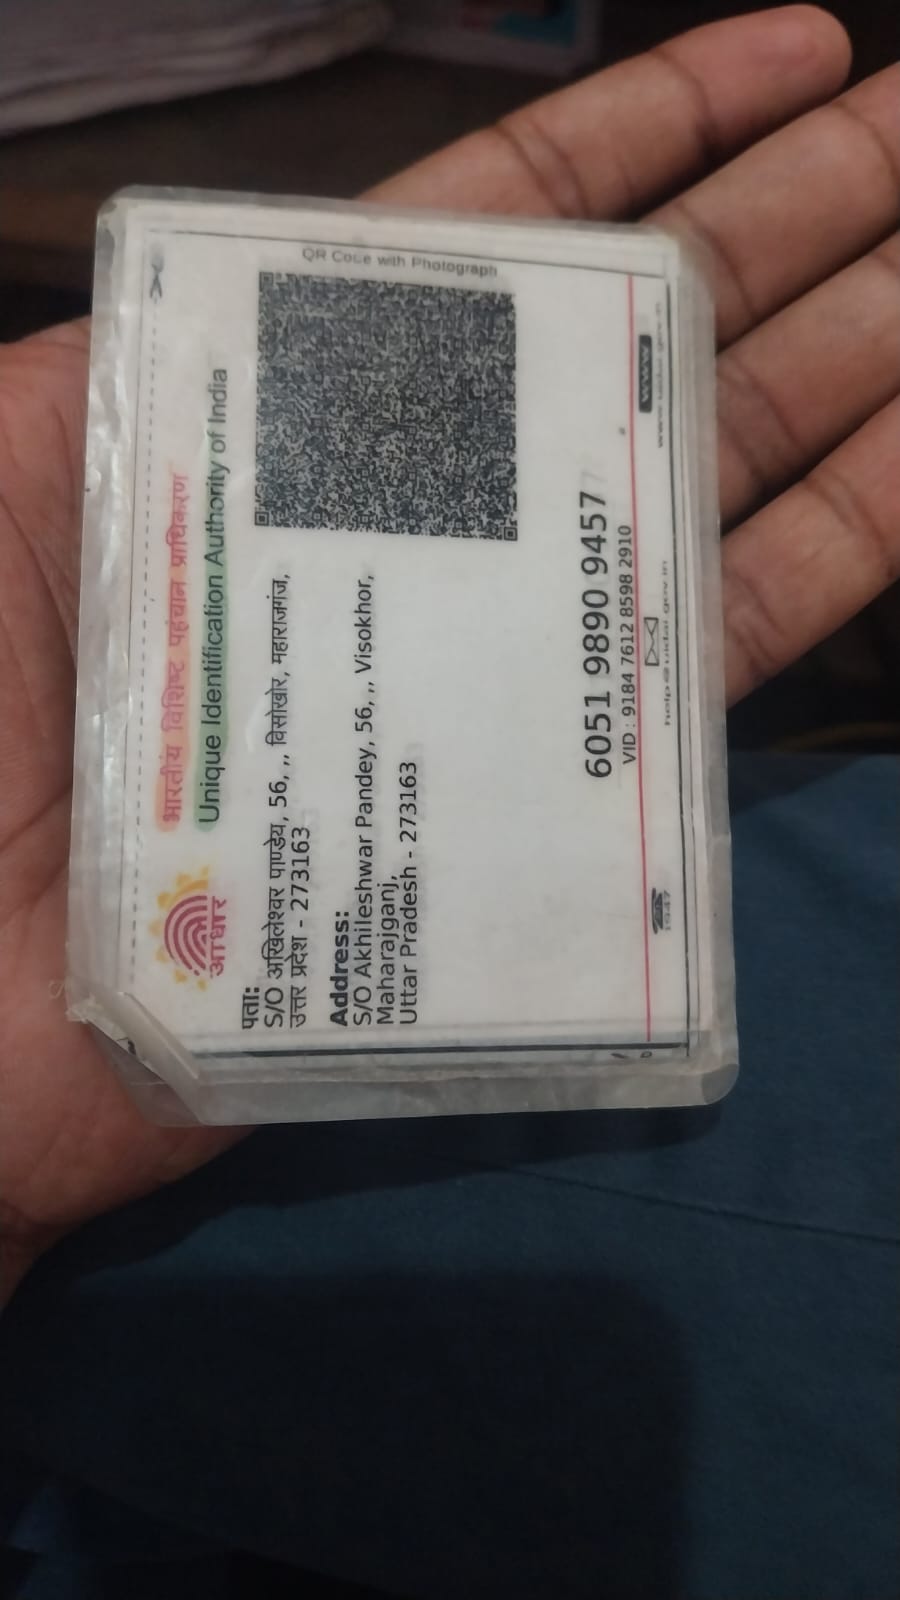 भारतीय विशिष्ट पहचान प्राधिकरण
Unique Identification Authority of India
आधार
QR Code with Photograph
पता:
S/O अखिलेश्वर पाण्डेय, 56, , ,, विसोखोर, महाराजगंज,
उत्तर प्रदेश - 273163
Address:
S/O Akhileshwar Pandey, 56, , ,, Visokhor,
Maharajganj,
Uttar Pradesh - 273163
6051 9890 9457
VID : 9184 7612 8598 2910
1947
help@uidai.gov.in
www